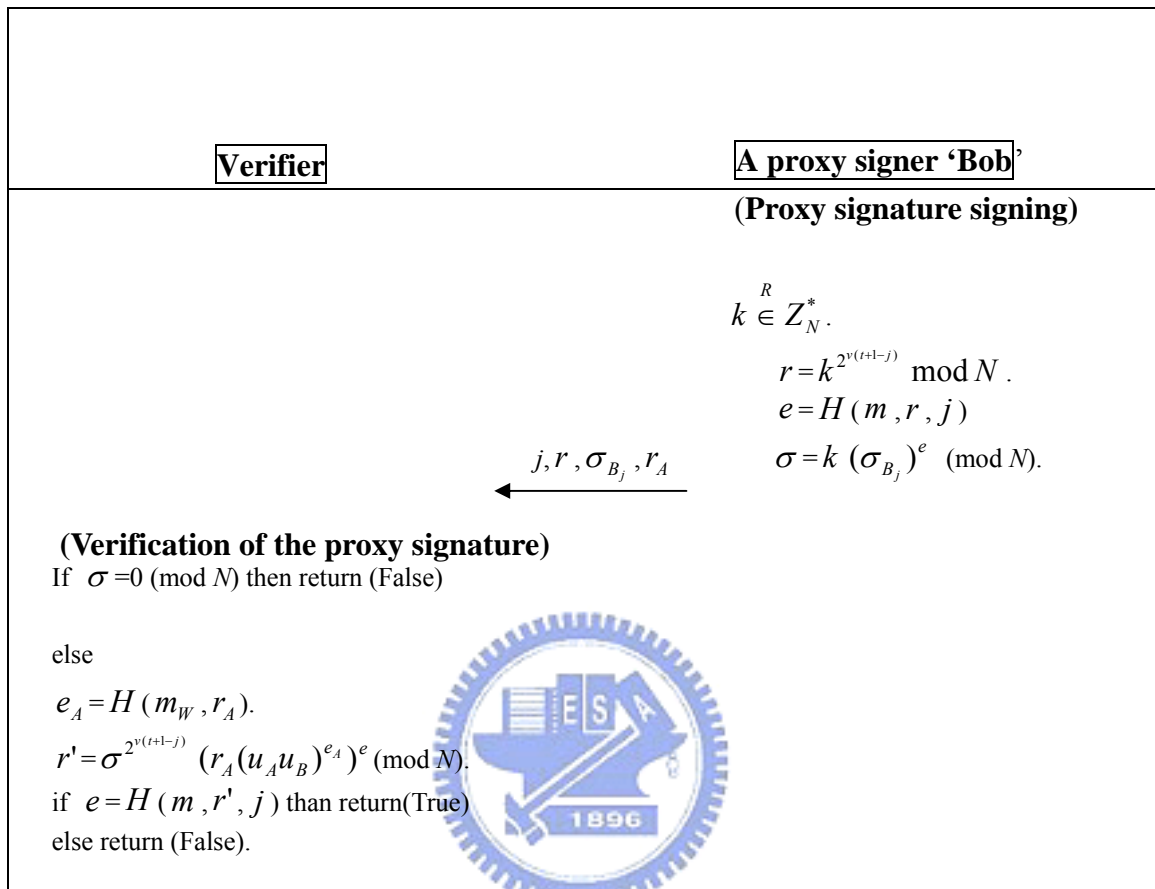 Verifier
A proxy signer ‘Bob’
(Proxy signature signing)
k ∈^R Z_N^*.
r = k^{2^{v(t+1-j)}} mod N .
e = H ( m , r , j )
σ = k (σ_{B_j})^e (mod N).
j, r , σ_{B_j} , r_A
(Verification of the proxy signature)
If σ =0 (mod N) then return (False)
else
e_A = H ( m_W , r_A).
r' = σ^{2^{v(t+1-j)}} (r_A(u_A u_B)^{e_A})^e (mod N).
if e = H ( m , r' , j ) than return(True)
else return (False).
E S A
1896